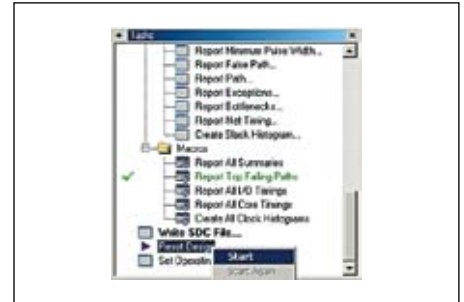 Tasks
Report Minimum Pulse Width...
Report False Path...
Report Path...
Report Exceptions...
Report Bottlenecks...
Report Net Timing...
Create Slack Histogram...
Macros
Report All Summaries
Report Top Failing Paths
Report All I/O Timings
Report All Core Timings
Create All Clock Histograms
Write SDC File...
Reset Design
Start
Set Operatin
Start Again